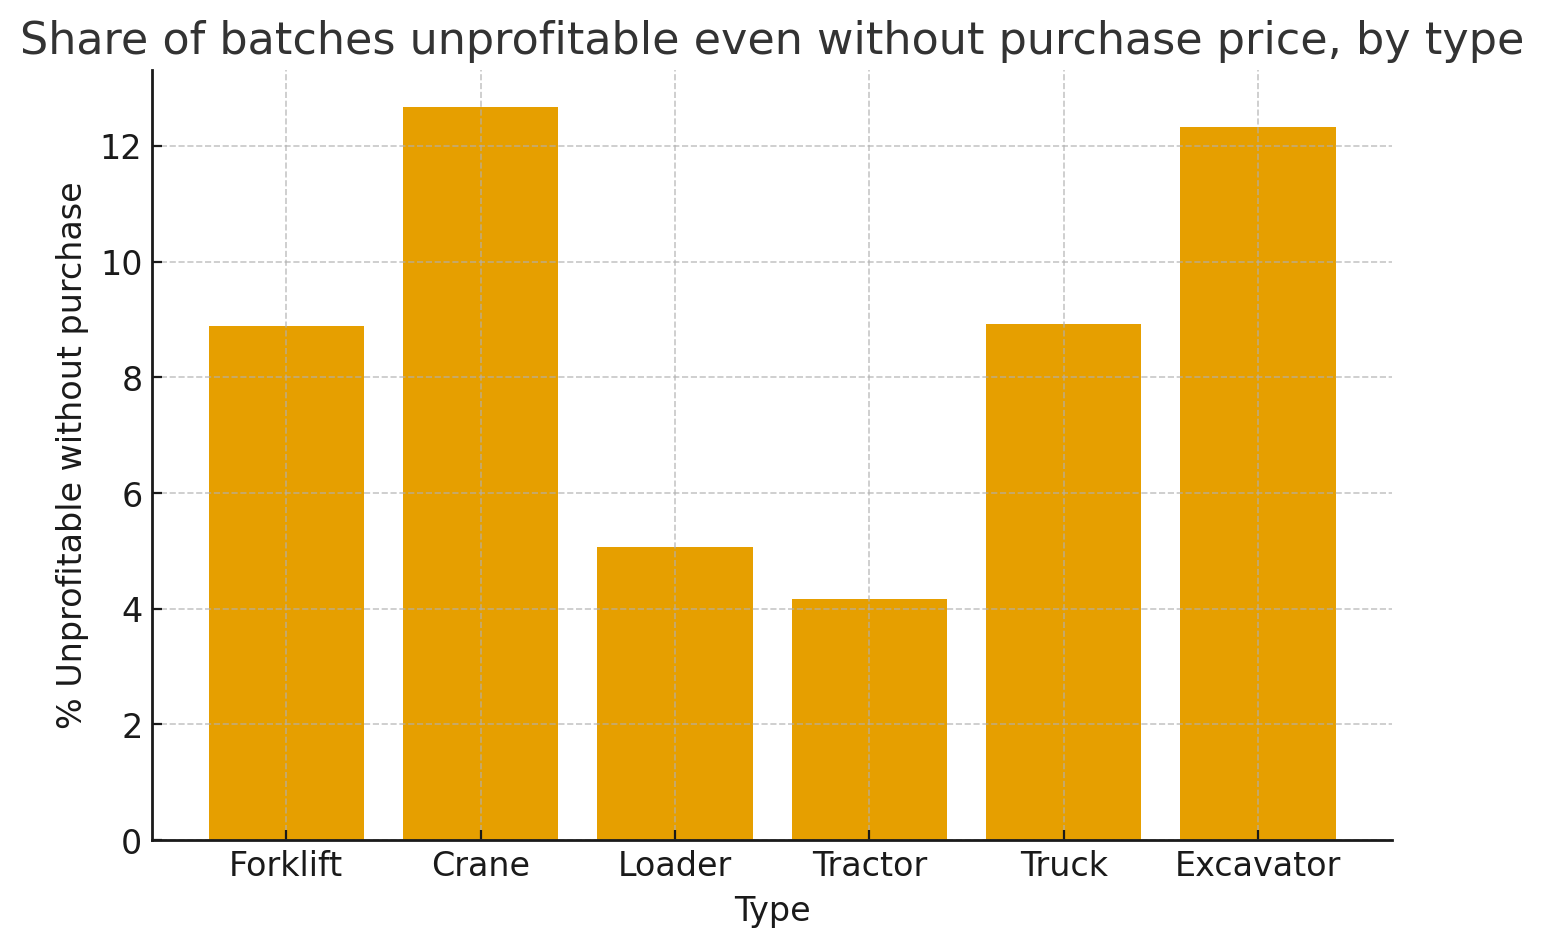 Share of batches unprofitable even without purchase price, by type
% Unprofitable without purchase
12
10
8
6
4
2
0
Forklift Crane Loader Tractor Truck Excavator
Type